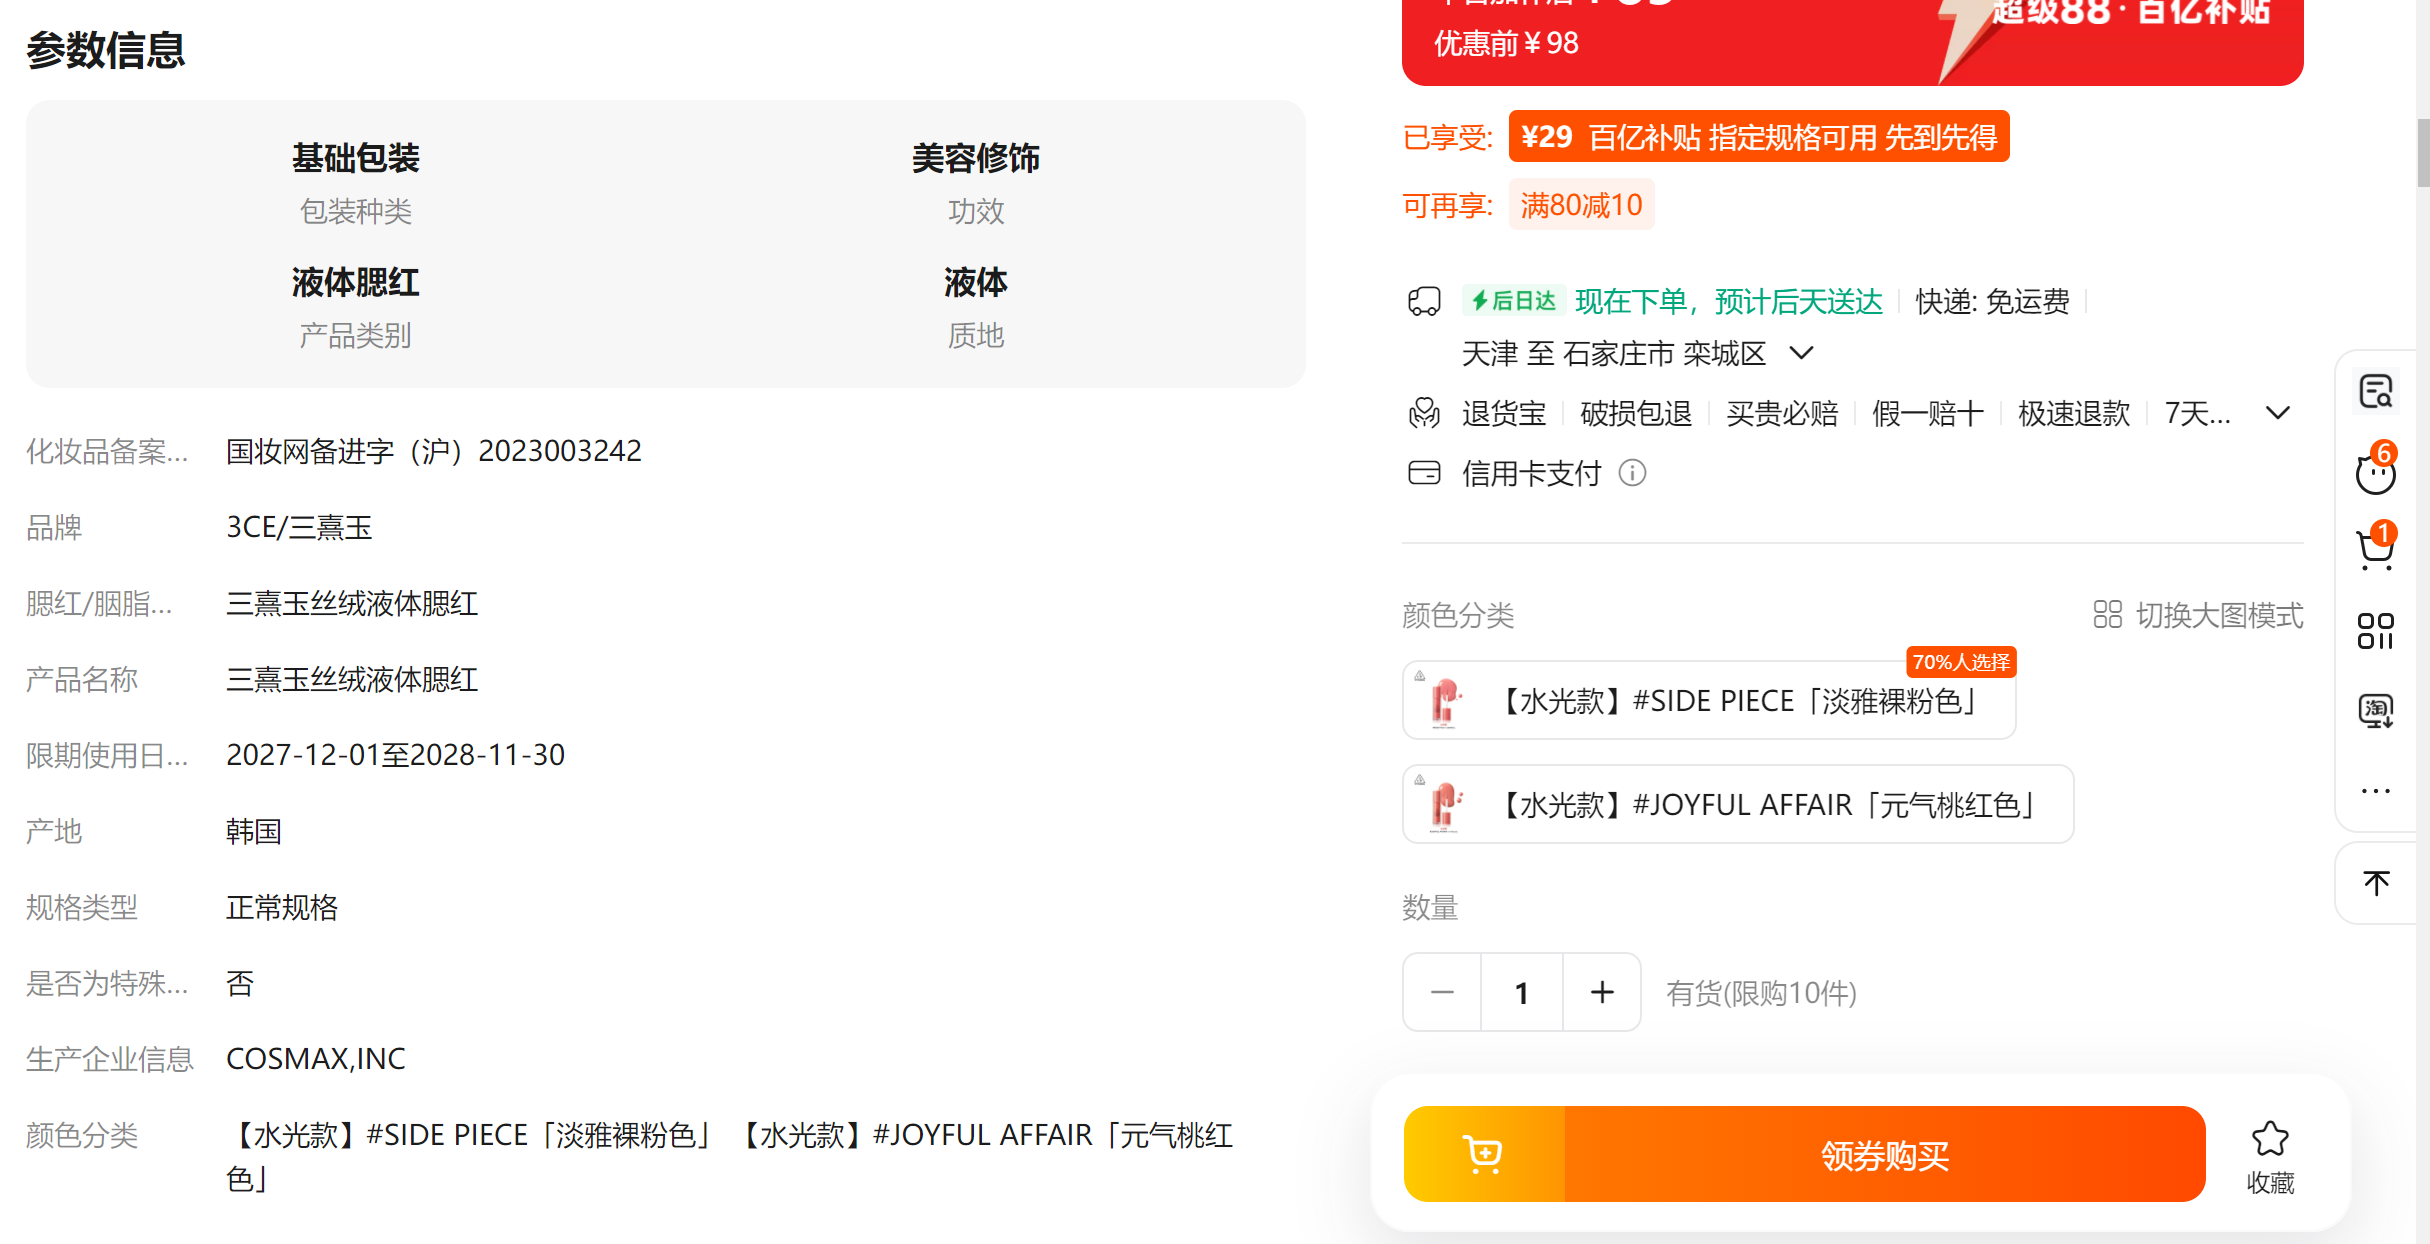 参数信息
基础包装
包装种类
美容修饰
功效
液体腮红
产品类别
液体
质地
化妆品备案... 国妆网备进字（沪）2023003242
品牌 3CE/三熹玉
腮红/胭脂... 三熹玉丝绒液体腮红
产品名称 三熹玉丝绒液体腮红
限期使用日... 2027-12-01至2028-11-30
产地 韩国
规格类型 正常规格
是否为特殊... 否
生产企业信息 COSMAX,INC
颜色分类 【水光款】#SIDE PIECE「淡雅裸粉色」 【水光款】#JOYFUL AFFAIR「元气桃红
色」
超级88·百亿补贴
优惠前￥98
已享受: ¥29 百亿补贴 指定规格可用 先到先得
可再享: 满80减10
后日达 现在下单，预计后天送达 快递: 免运费
天津 至 石家庄市 栾城区
退货宝 破损包退 买贵必赔 假一赔十 极速退款 7天...
信用卡支付
颜色分类 切换大图模式
70%人选择
【水光款】#SIDE PIECE「淡雅裸粉色」
【水光款】#JOYFUL AFFAIR「元气桃红色」
数量
1 有货(限购10件)
领券购买
收藏
6
1
淘